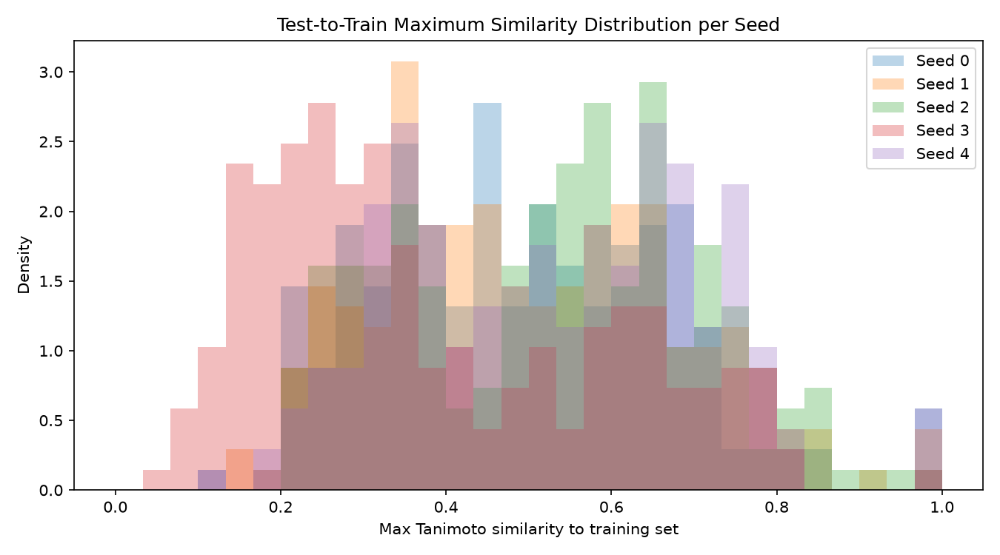 Test-to-Train Maximum Similarity Distribution per Seed
Seed 0
Seed 1
Seed 2
Seed 3
Seed 4
3.0
2.5
2.0
1.5
1.0
0.5
0.0
Density
0.0 0.2 0.4 0.6 0.8 1.0
Max Tanimoto similarity to training set